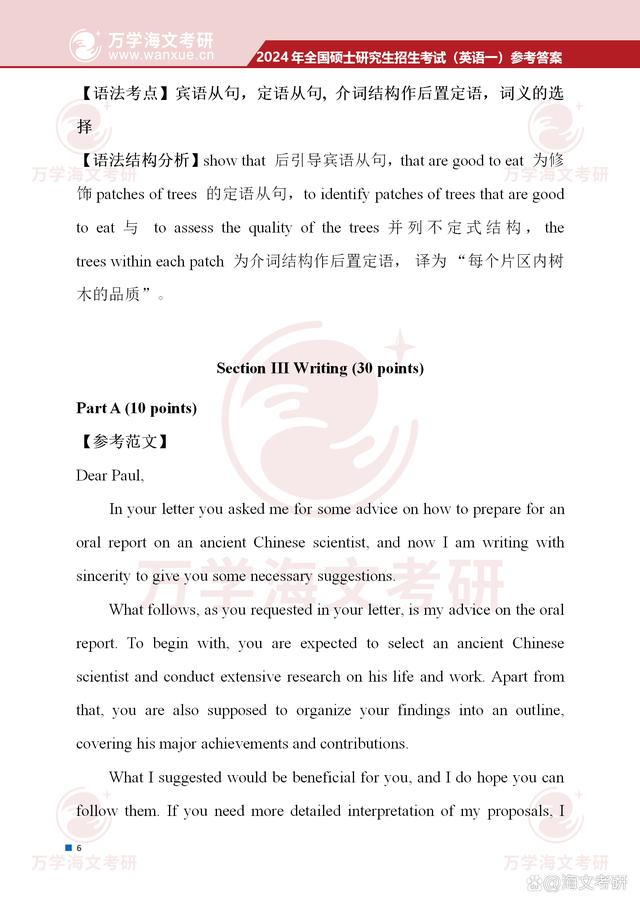 万学海文考研
www.wanxue.cn
2024年全国硕士研究生招生考试（英语一）参考答案
【语法考点】宾语从句，定语从句, 介词结构作后置定语，词义的选
择
【语法结构分析】show that 后引导宾语从句，that are good to eat 为修
饰 patches of trees 的定语从句，to identify patches of trees that are good
to eat 与 to assess the quality of the trees 并列不定式结构，the
trees within each patch 为介词结构作后置定语， 译为 “每个片区内树
木的品质”。
Section III Writing (30 points)
Part A (10 points)
【参考范文】
Dear Paul,
In your letter you asked me for some advice on how to prepare for an
oral report on an ancient Chinese scientist, and now I am writing with
sincerity to give you some necessary suggestions.
What follows, as you requested in your letter, is my advice on the oral
report. To begin with, you are expected to select an ancient Chinese
scientist and conduct extensive research on his life and work. Apart from
that, you are also supposed to organize your findings into an outline,
covering his major achievements and contributions.
What I suggested would be beneficial for you, and I do hope you can
follow them. If you need more detailed interpretation of my proposals, I
6
万学海文考研
万学海文考研
万学海文考研
万学海文考研
万学海文考研
@海文考研